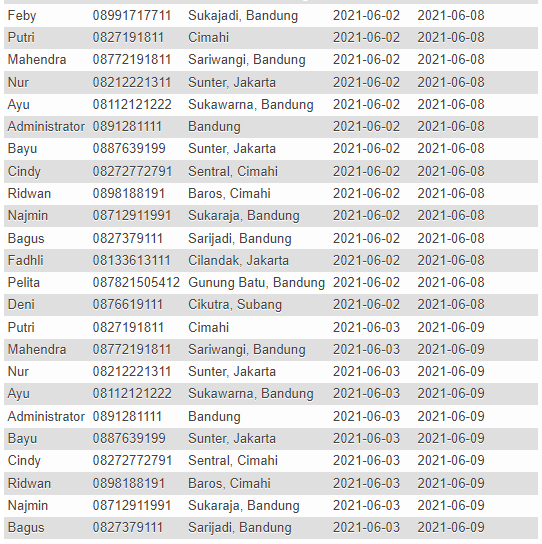 Feby 08991717711 Sukajadi, Bandung 2021-06-02 2021-06-08
Putri 0827191811 Cimahi 2021-06-02 2021-06-08
Mahendra 08772191811 Sariwangi, Bandung 2021-06-02 2021-06-08
Nur 08212221311 Sunter, Jakarta 2021-06-02 2021-06-08
Ayu 08112121222 Sukawarna, Bandung 2021-06-02 2021-06-08
Administrator 0891281111 Bandung 2021-06-02 2021-06-08
Bayu 0887639199 Sunter, Jakarta 2021-06-02 2021-06-08
Cindy 08272772791 Sentral, Cimahi 2021-06-02 2021-06-08
Ridwan 0898188191 Baros, Cimahi 2021-06-02 2021-06-08
Najmin 08712911991 Sukaraja, Bandung 2021-06-02 2021-06-08
Bagus 0827379111 Sarijadi, Bandung 2021-06-02 2021-06-08
Fadhli 08133613111 Cilandak, Jakarta 2021-06-02 2021-06-08
Pelita 087821505412 Gunung Batu, Bandung 2021-06-02 2021-06-08
Deni 0876619111 Cikutra, Subang 2021-06-02 2021-06-08
Putri 0827191811 Cimahi 2021-06-03 2021-06-09
Mahendra 08772191811 Sariwangi, Bandung 2021-06-03 2021-06-09
Nur 08212221311 Sunter, Jakarta 2021-06-03 2021-06-09
Ayu 08112121222 Sukawarna, Bandung 2021-06-03 2021-06-09
Administrator 0891281111 Bandung 2021-06-03 2021-06-09
Bayu 0887639199 Sunter, Jakarta 2021-06-03 2021-06-09
Cindy 08272772791 Sentral, Cimahi 2021-06-03 2021-06-09
Ridwan 0898188191 Baros, Cimahi 2021-06-03 2021-06-09
Najmin 08712911991 Sukaraja, Bandung 2021-06-03 2021-06-09
Bagus 0827379111 Sarijadi, Bandung 2021-06-03 2021-06-09